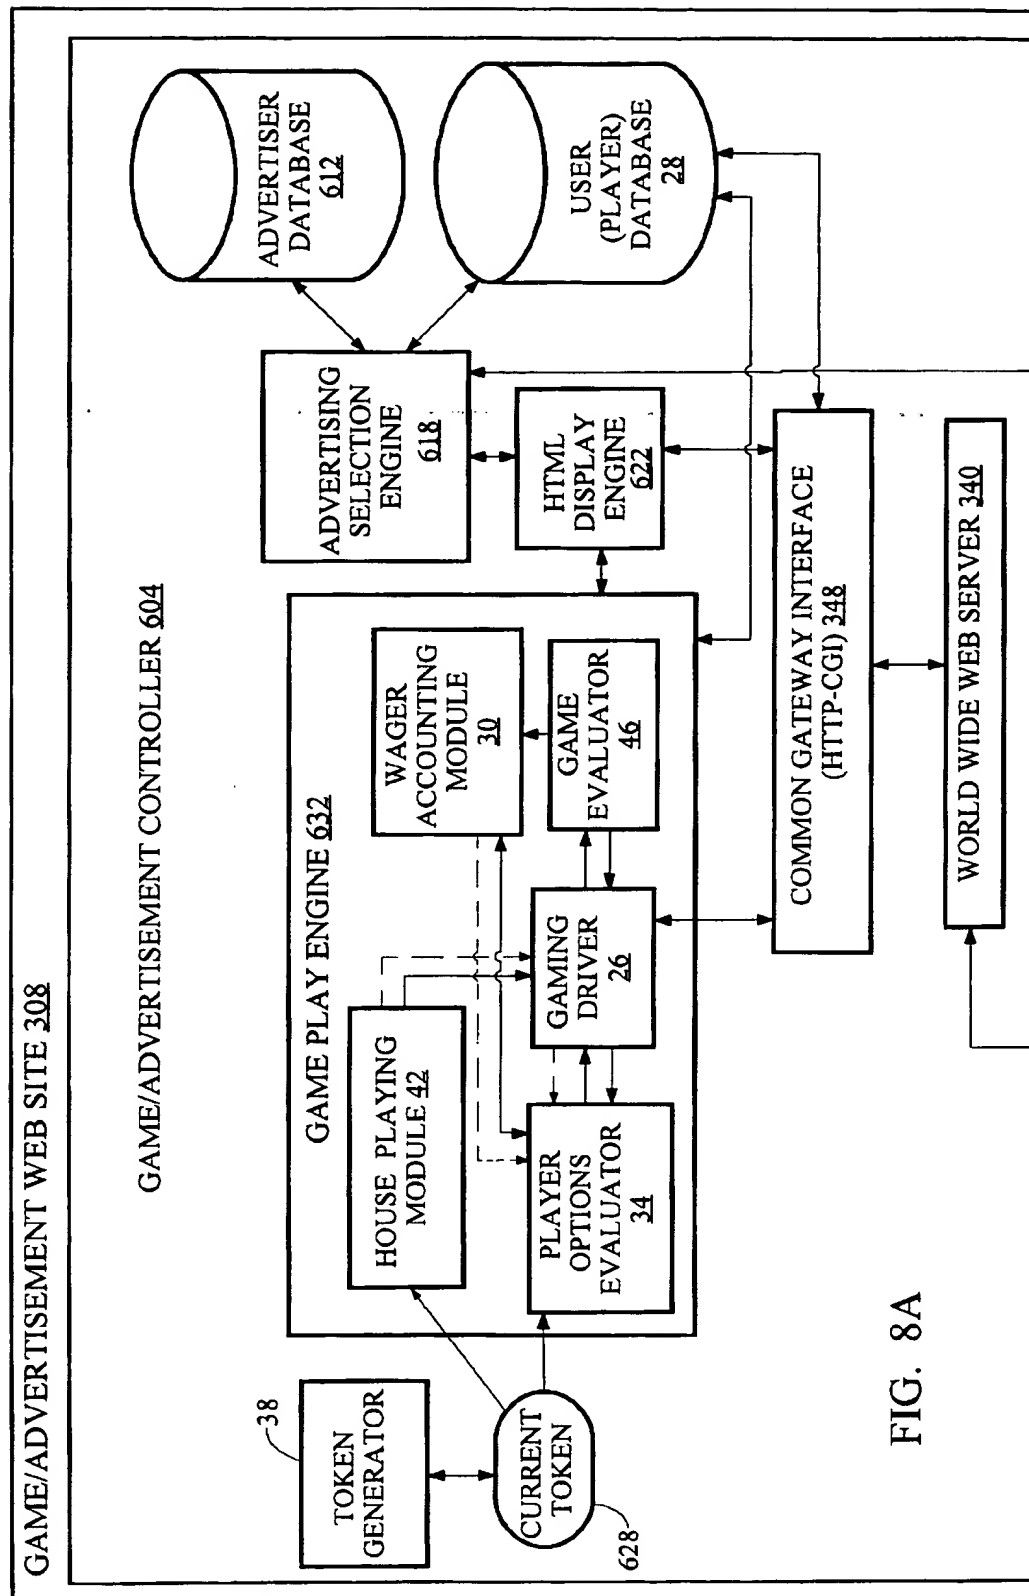 GAME/ADVERTISEMENT WEB SITE 308
GAME/ADVERTISEMENT CONTROLLER 604
TOKEN
GENERATOR
38
CURRENT
TOKEN
628
GAME PLAY ENGINE 632
HOUSE PLAYING
MODULE 42
WAGER
ACCOUNTING
MODULE
30
PLAYER
OPTIONS
EVALUATOR
34
GAMING
DRIVER
26
GAME
EVALUATOR
46
ADVERTISING
SELECTION
ENGINE
618
HTML
DISPLAY
ENGINE
622
ADVERTISER
DATABASE
612
USER
(PLAYER)
DATABASE
28
COMMON GATEWAY INTERFACE
(HTTP-CGI) 348
WORLD WIDE WEB SERVER 340
FIG. 8A